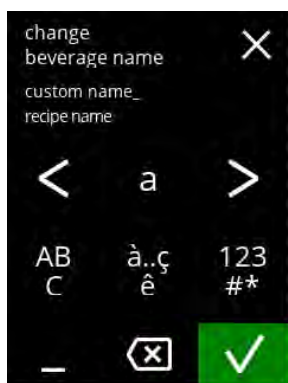 change
beverage name
custom name_
recipe name
< a >
AB
C
à..ç
ê
123
#*
_